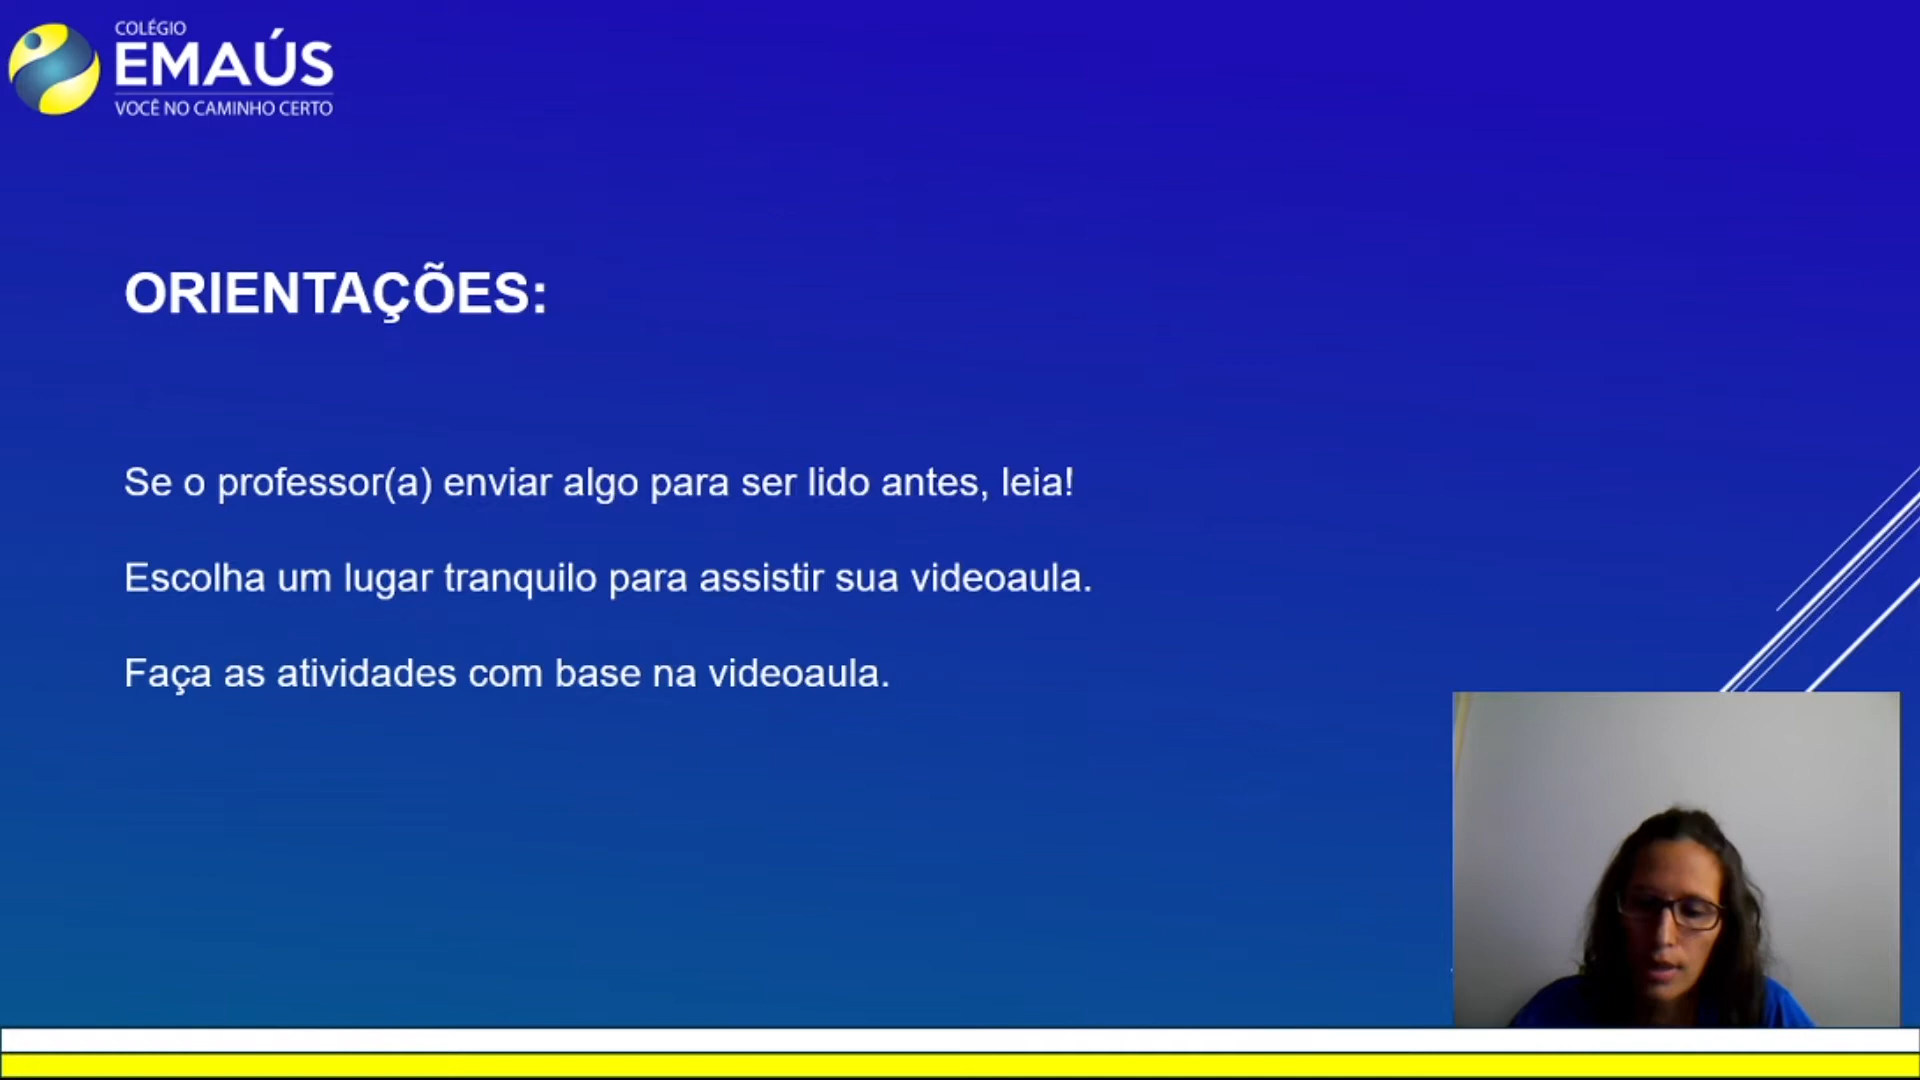 COLÉGIO
EMAÚS
VOCÊ NO CAMINHO CERTO
ORIENTAÇÕES:
Se o professor(a) enviar algo para ser lido antes, leia!
Escolha um lugar tranquilo para assistir sua videoaula.
Faça as atividades com base na videoaula.